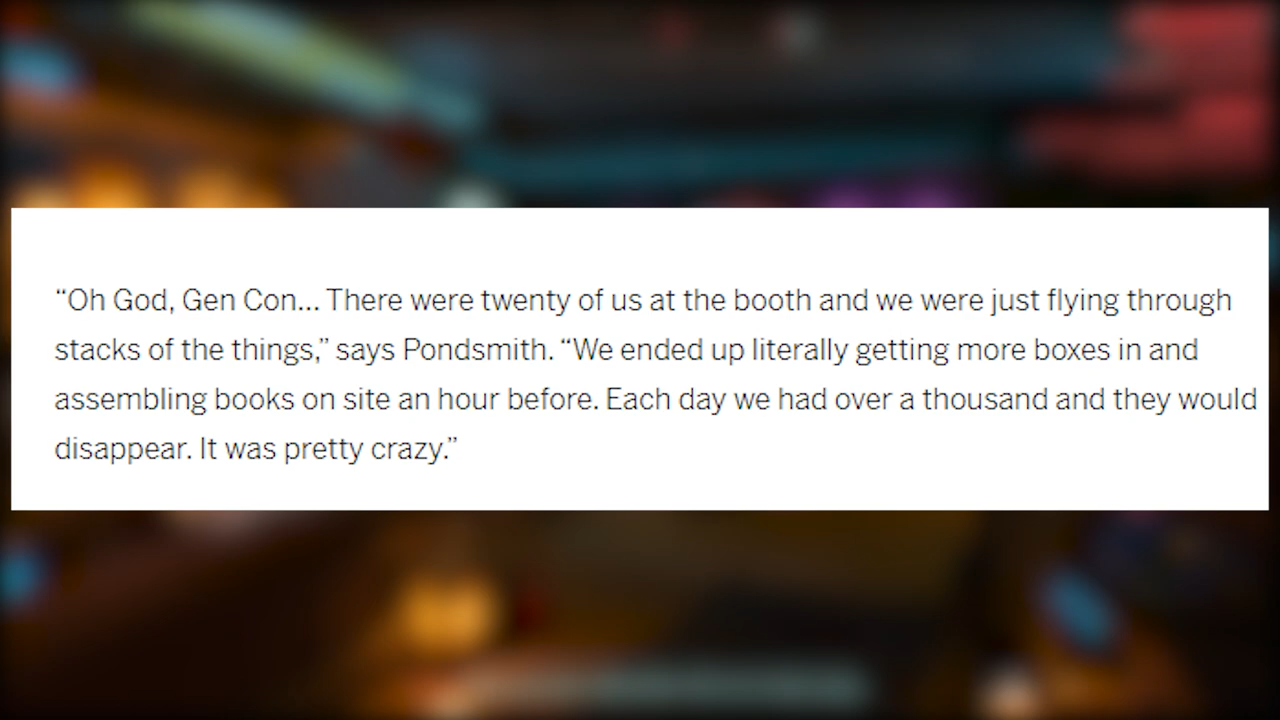 “Oh God, Gen Con... There were twenty of us at the booth and we were just flying through
stacks of the things,” says Pondsmith. “We ended up literally getting more boxes in and
assembling books on site an hour before. Each day we had over a thousand and they would
disappear. It was pretty crazy.”